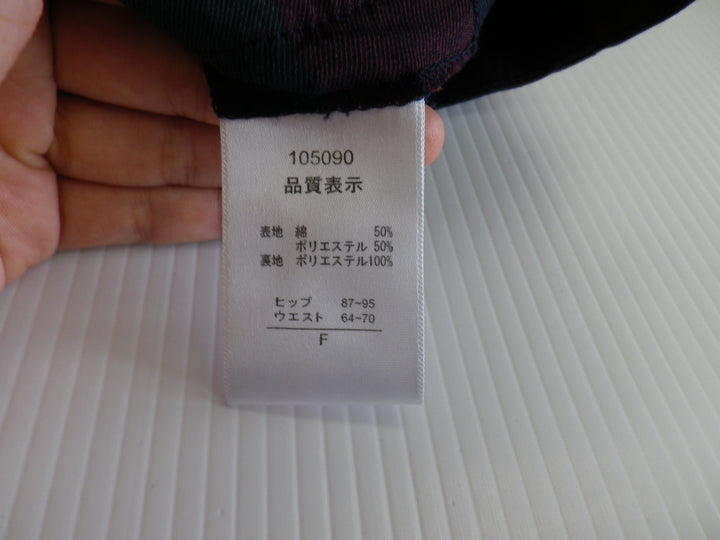 105090
品質表示
表地 綿 50%
ポリエステル 50%
裏地 ポリエステル100%
ヒップ 87~95
ウエスト 64~70
F